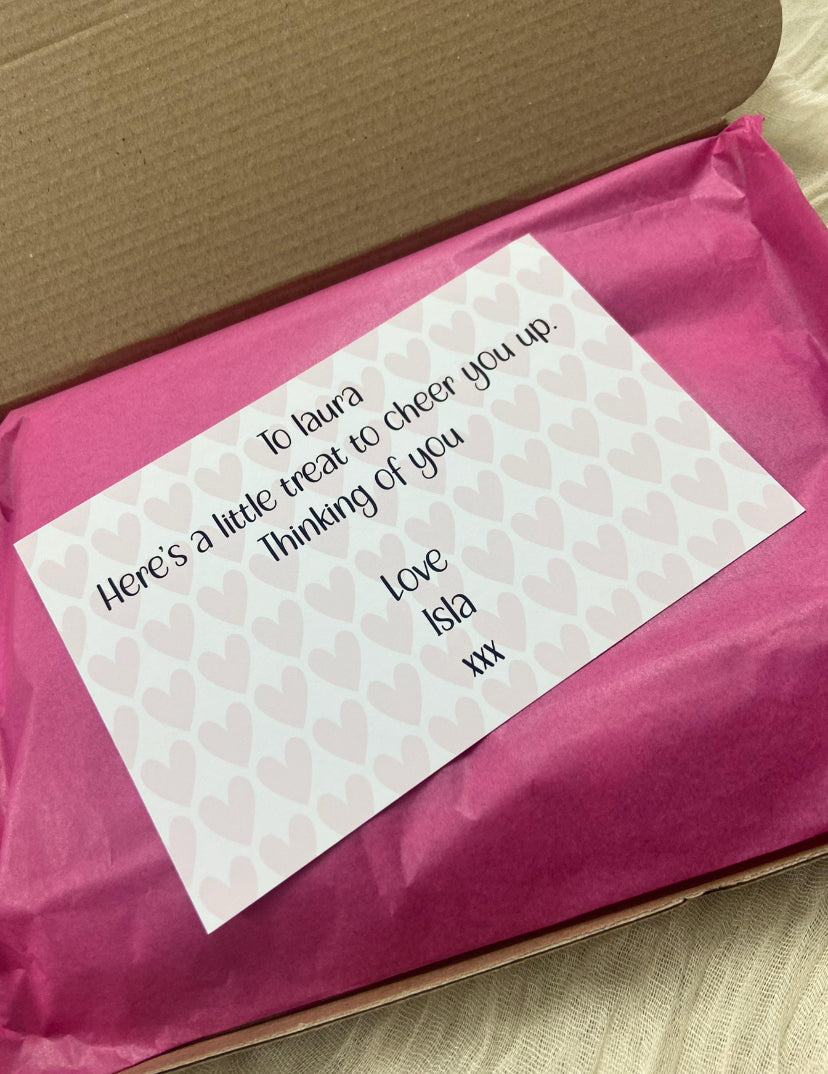 To laura
Here's a little treat to cheer you up.
Thinking of you
Love
Isla
xxx